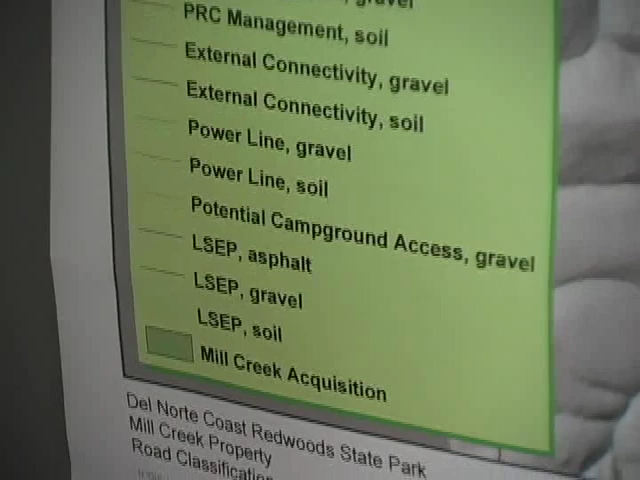 gravel
PRC Management, soil
External Connectivity, gravel
External Connectivity, soil
Power Line, gravel
Power Line, soil
Potential Campground Access, gravel
LSEP, asphalt
LSEP, gravel
LSEP, soil
Mill Creek Acquisition
Del Norte Coast Redwoods State Park
Mill Creek Property
Road Classification